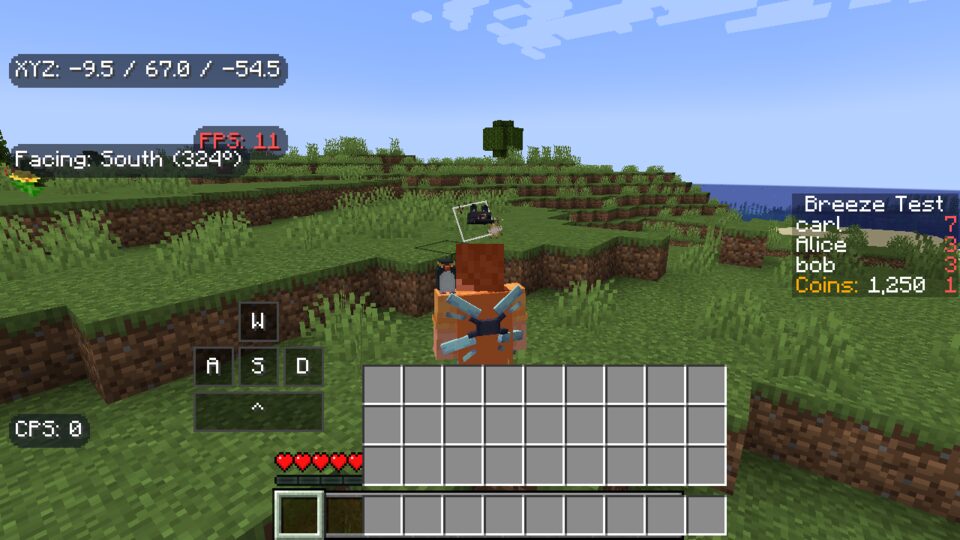 XYZ: -9.5 / 67.0 / -54.5
FPS: 11
Facing: South (324°)
Breeze Test
carl 7
Alice 3
bob 3
Coins: 1,250 1
W
A S D
^
CPS: 0